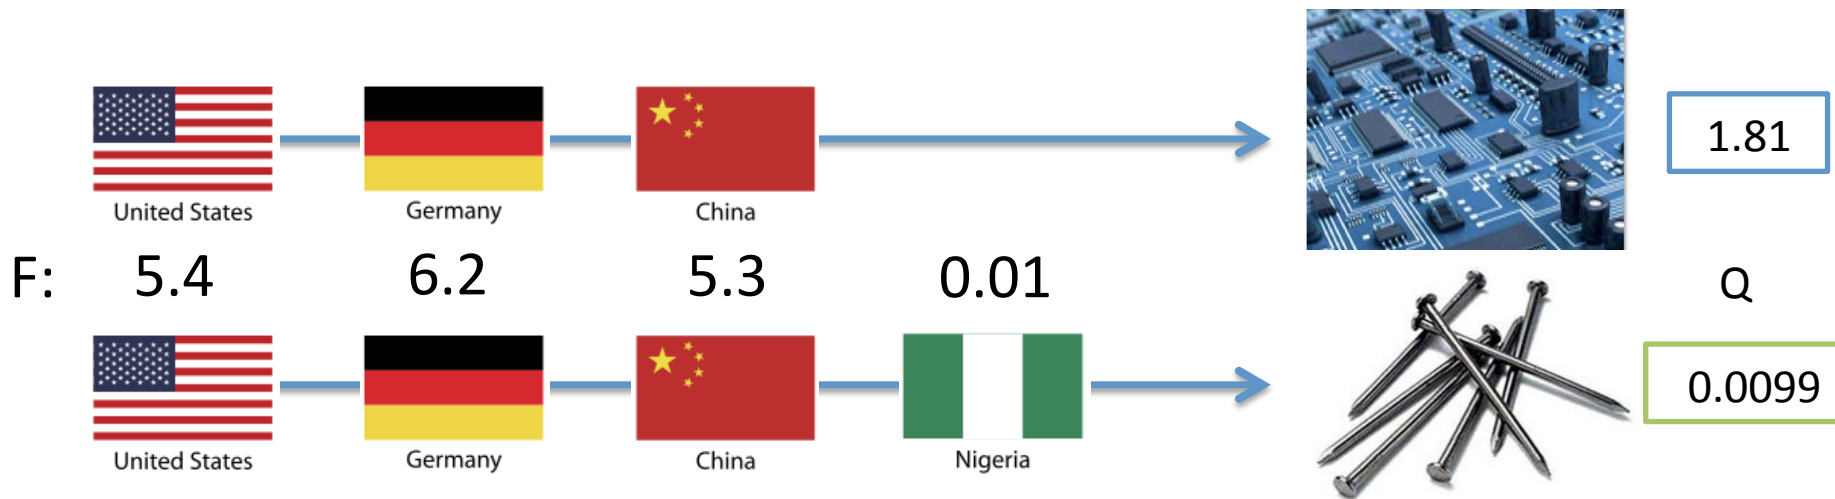 1.81
United States Germany China
F: 5.4 6.2 5.3 0.01 Q
0.0099
United States Germany China Nigeria